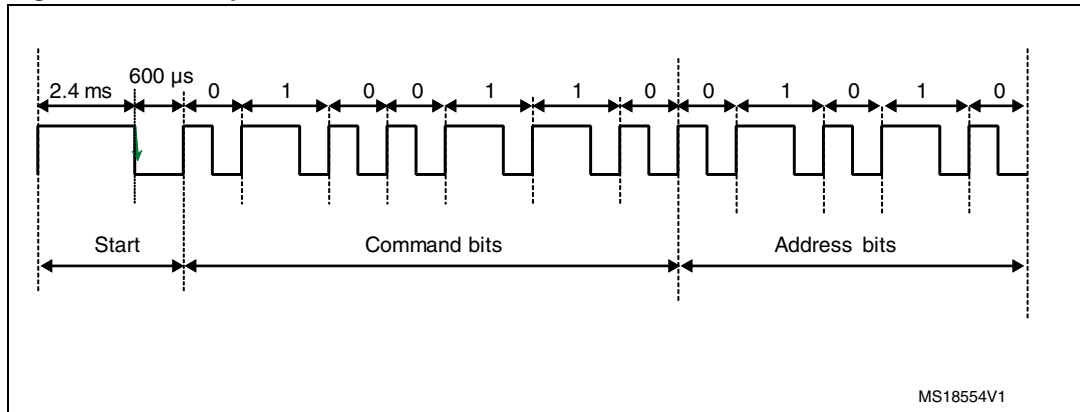 600 µs
2.4 ms 0 1 0 0 1 1 0 0 1 0 1 0
Start Command bits Address bits
MS18554V1